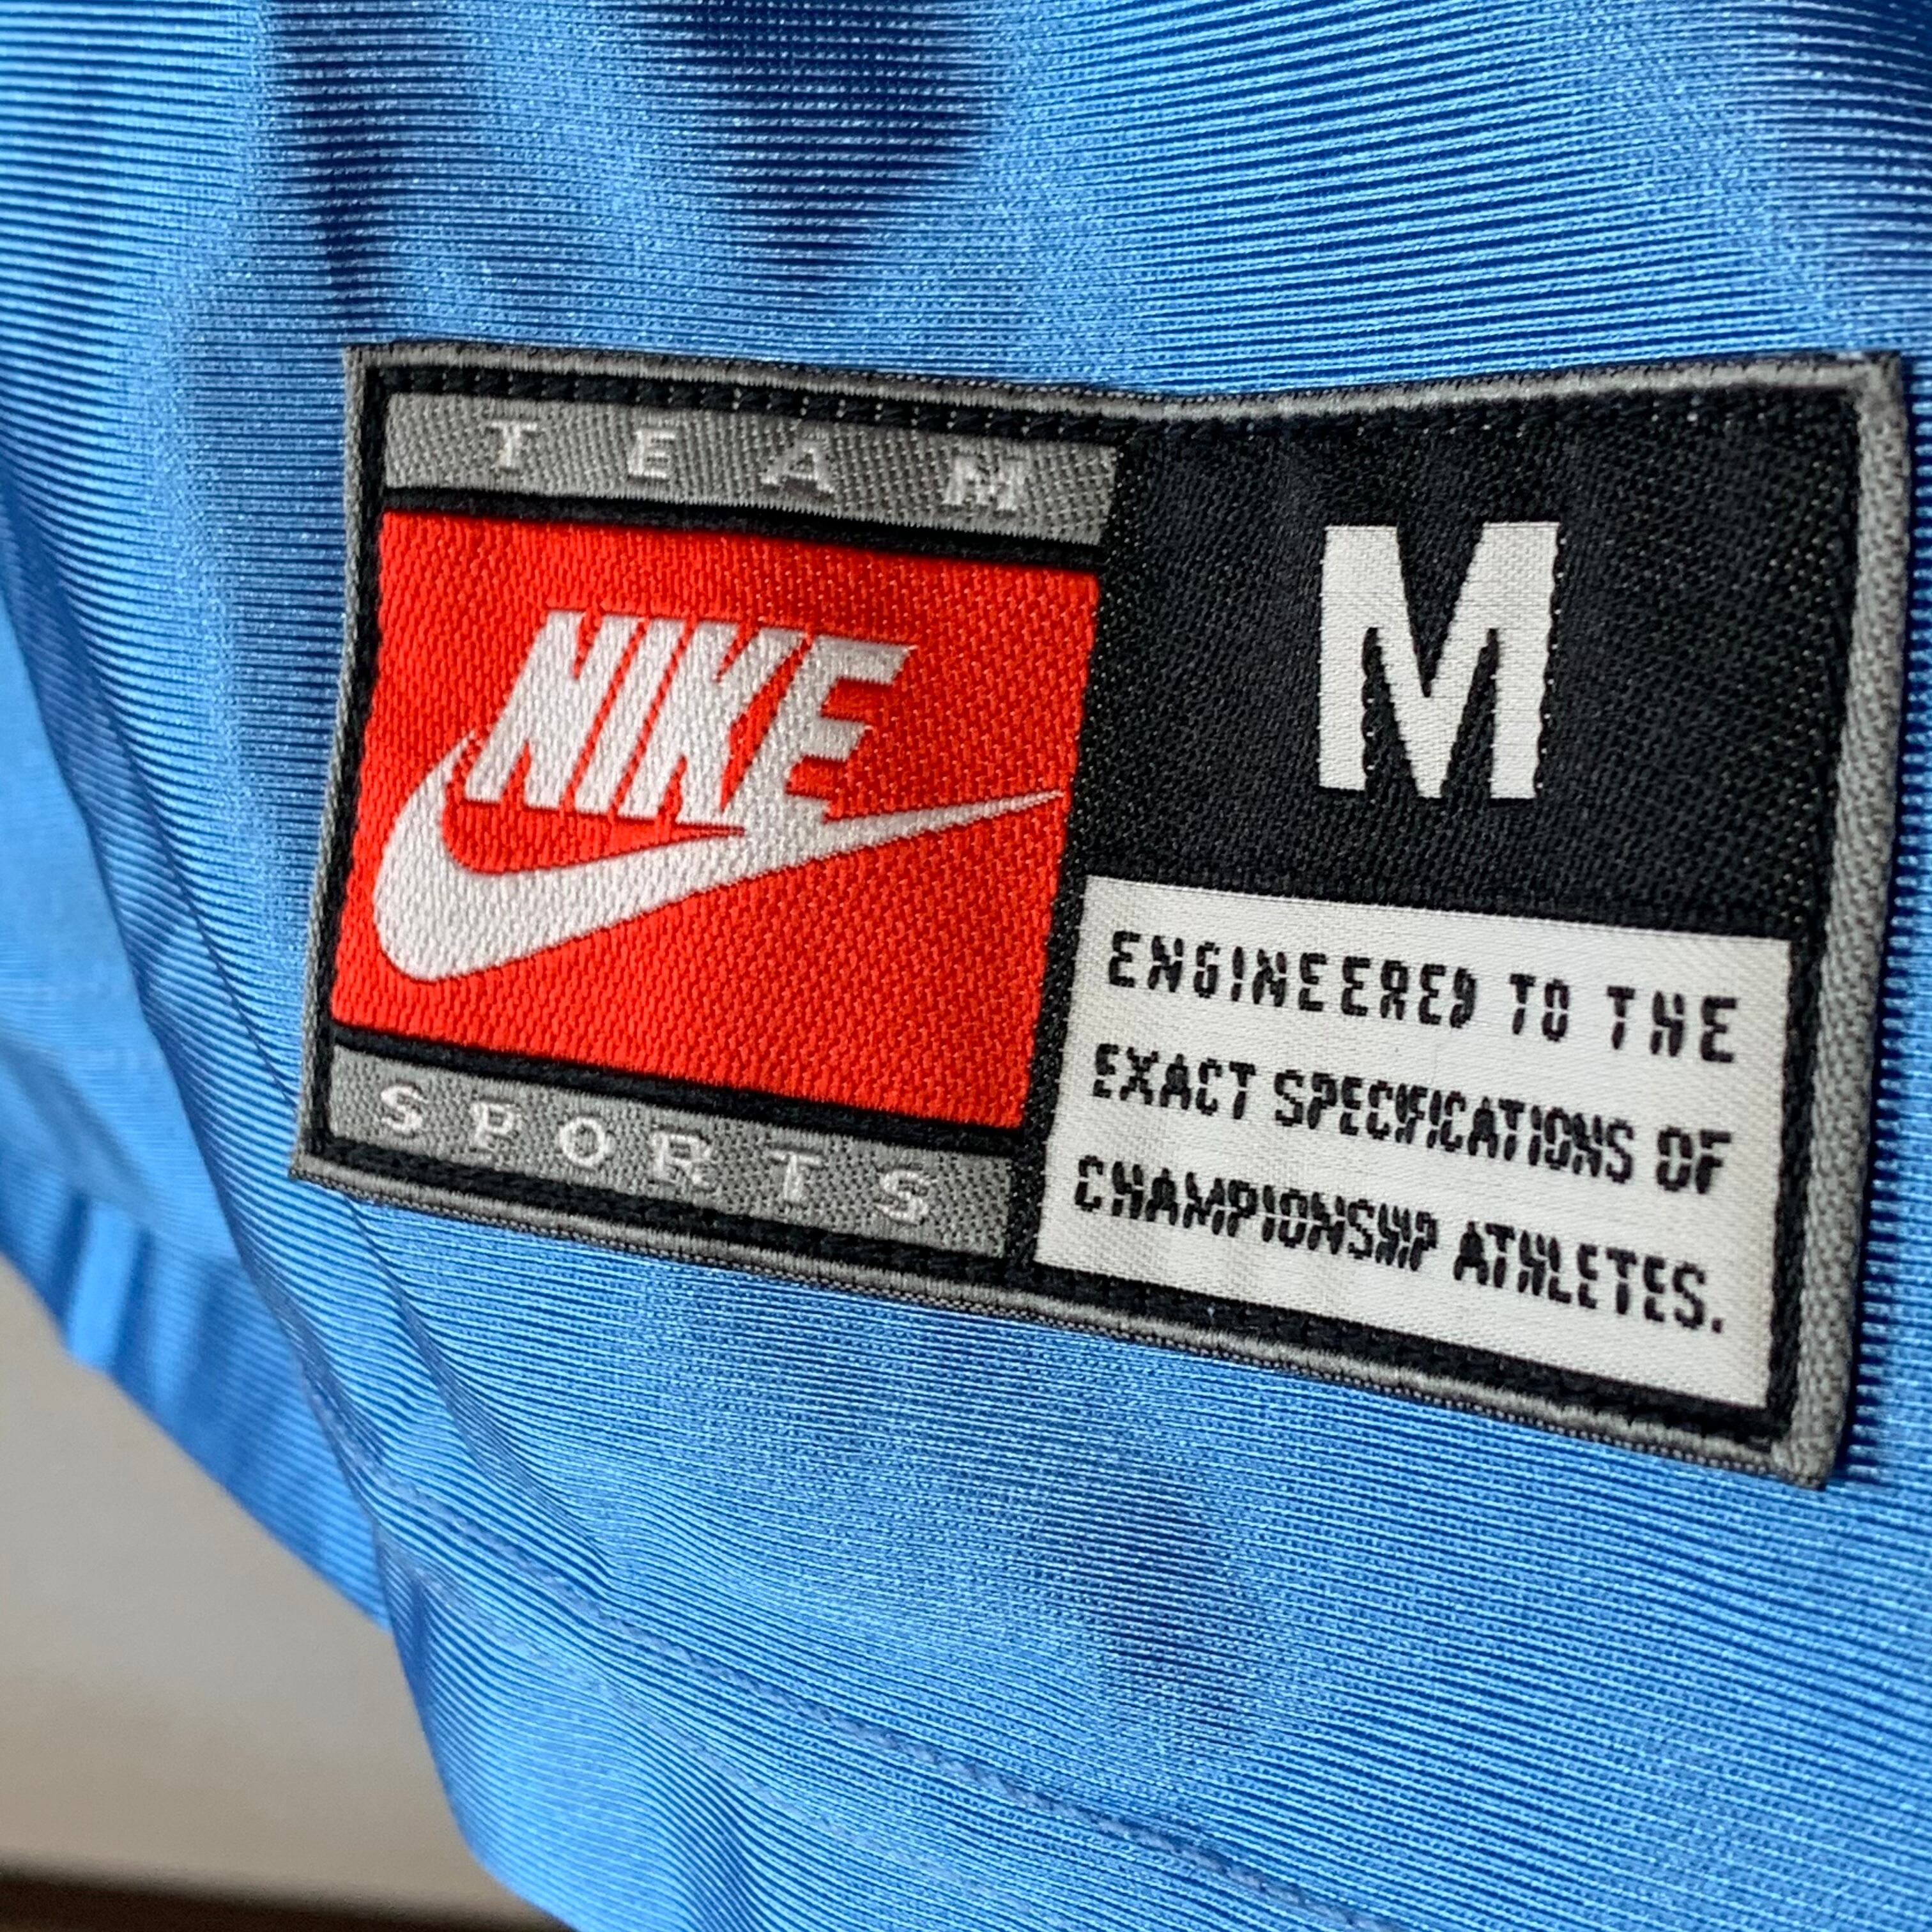 TEAM
NIKE
SPORTS
M
ENGINEERED TO THE
EXACT SPECIFICATIONS OF
CHAMPIONSHIP ATHLETES.